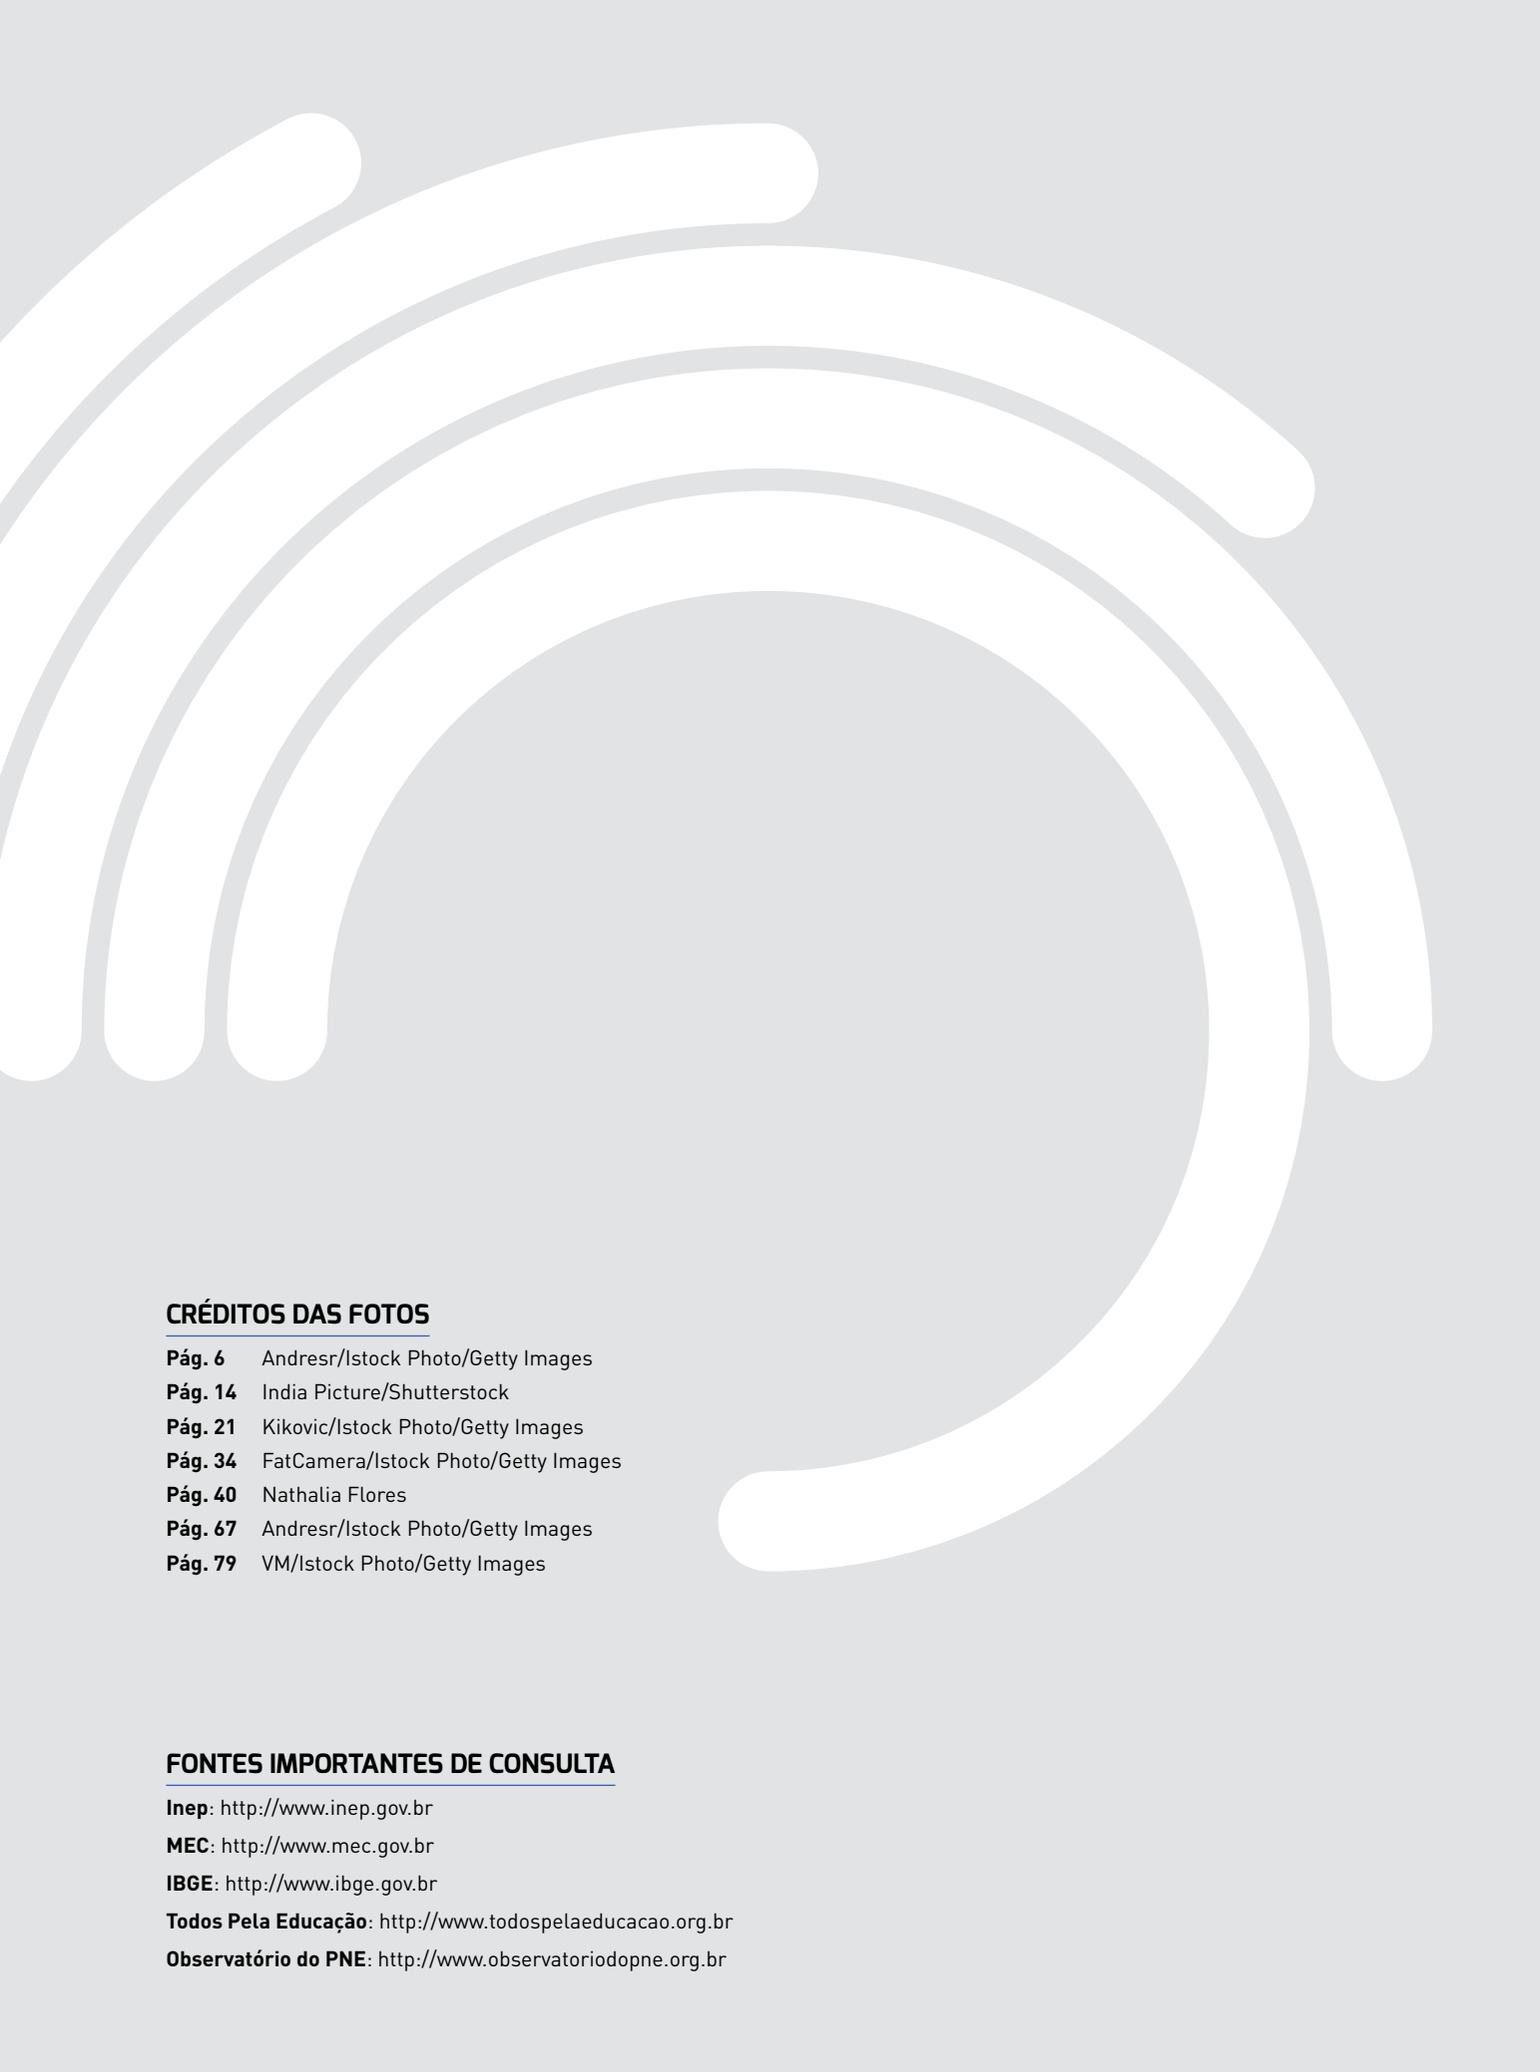 CRÉDITOS DAS FOTOS
Pág. 6 Andresr/Istock Photo/Getty Images
Pág. 14 India Picture/Shutterstock
Pág. 21 Kikovic/Istock Photo/Getty Images
Pág. 34 FatCamera/Istock Photo/Getty Images
Pág. 40 Nathalia Flores
Pág. 67 Andresr/Istock Photo/Getty Images
Pág. 79 VM/Istock Photo/Getty Images
FONTES IMPORTANTES DE CONSULTA
Inep: http://www.inep.gov.br
MEC: http://www.mec.gov.br
IBGE: http://www.ibge.gov.br
Todos Pela Educação: http://www.todospelaeducacao.org.br
Observatório do PNE: http://www.observatoriodopne.org.br